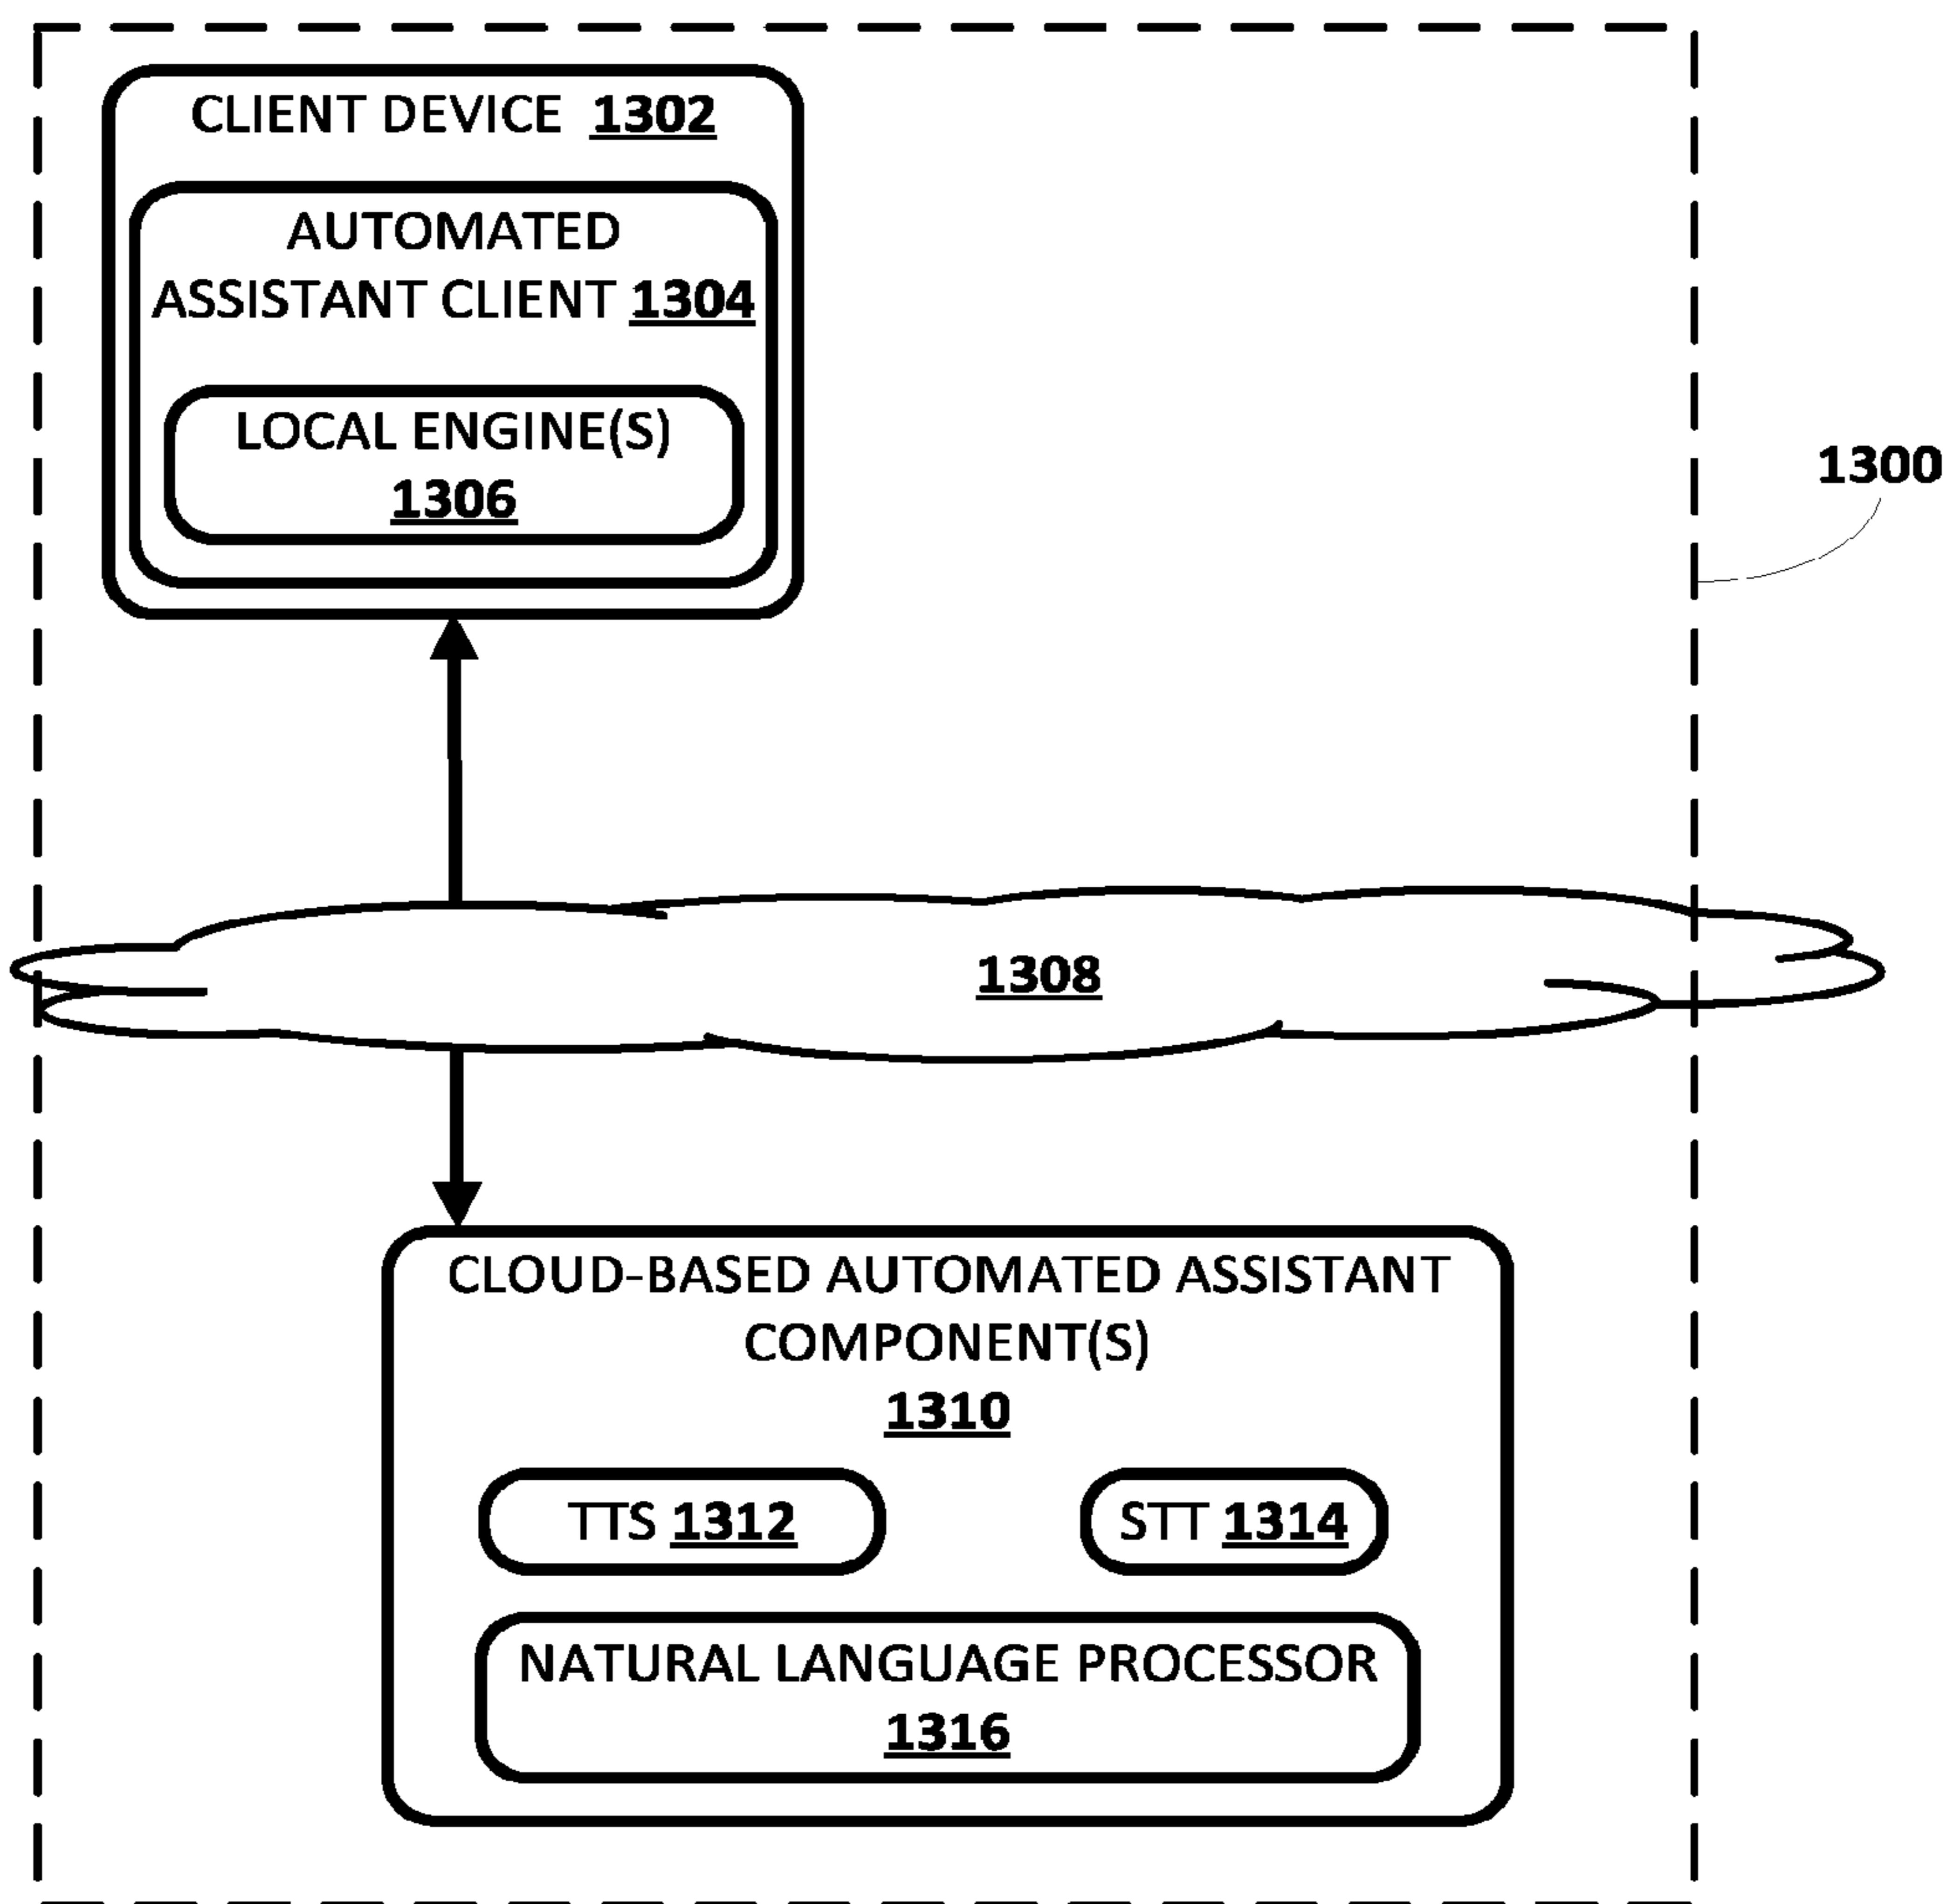 CLIENT DEVICE 1302
AUTOMATED
ASSISTANT CLIENT 1304
LOCAL ENGINE(S)
1306
1300
1308
CLOUD-BASED AUTOMATED ASSISTANT
COMPONENT(S)
1310
TTS 1312
STT 1314
NATURAL LANGUAGE PROCESSOR
1316